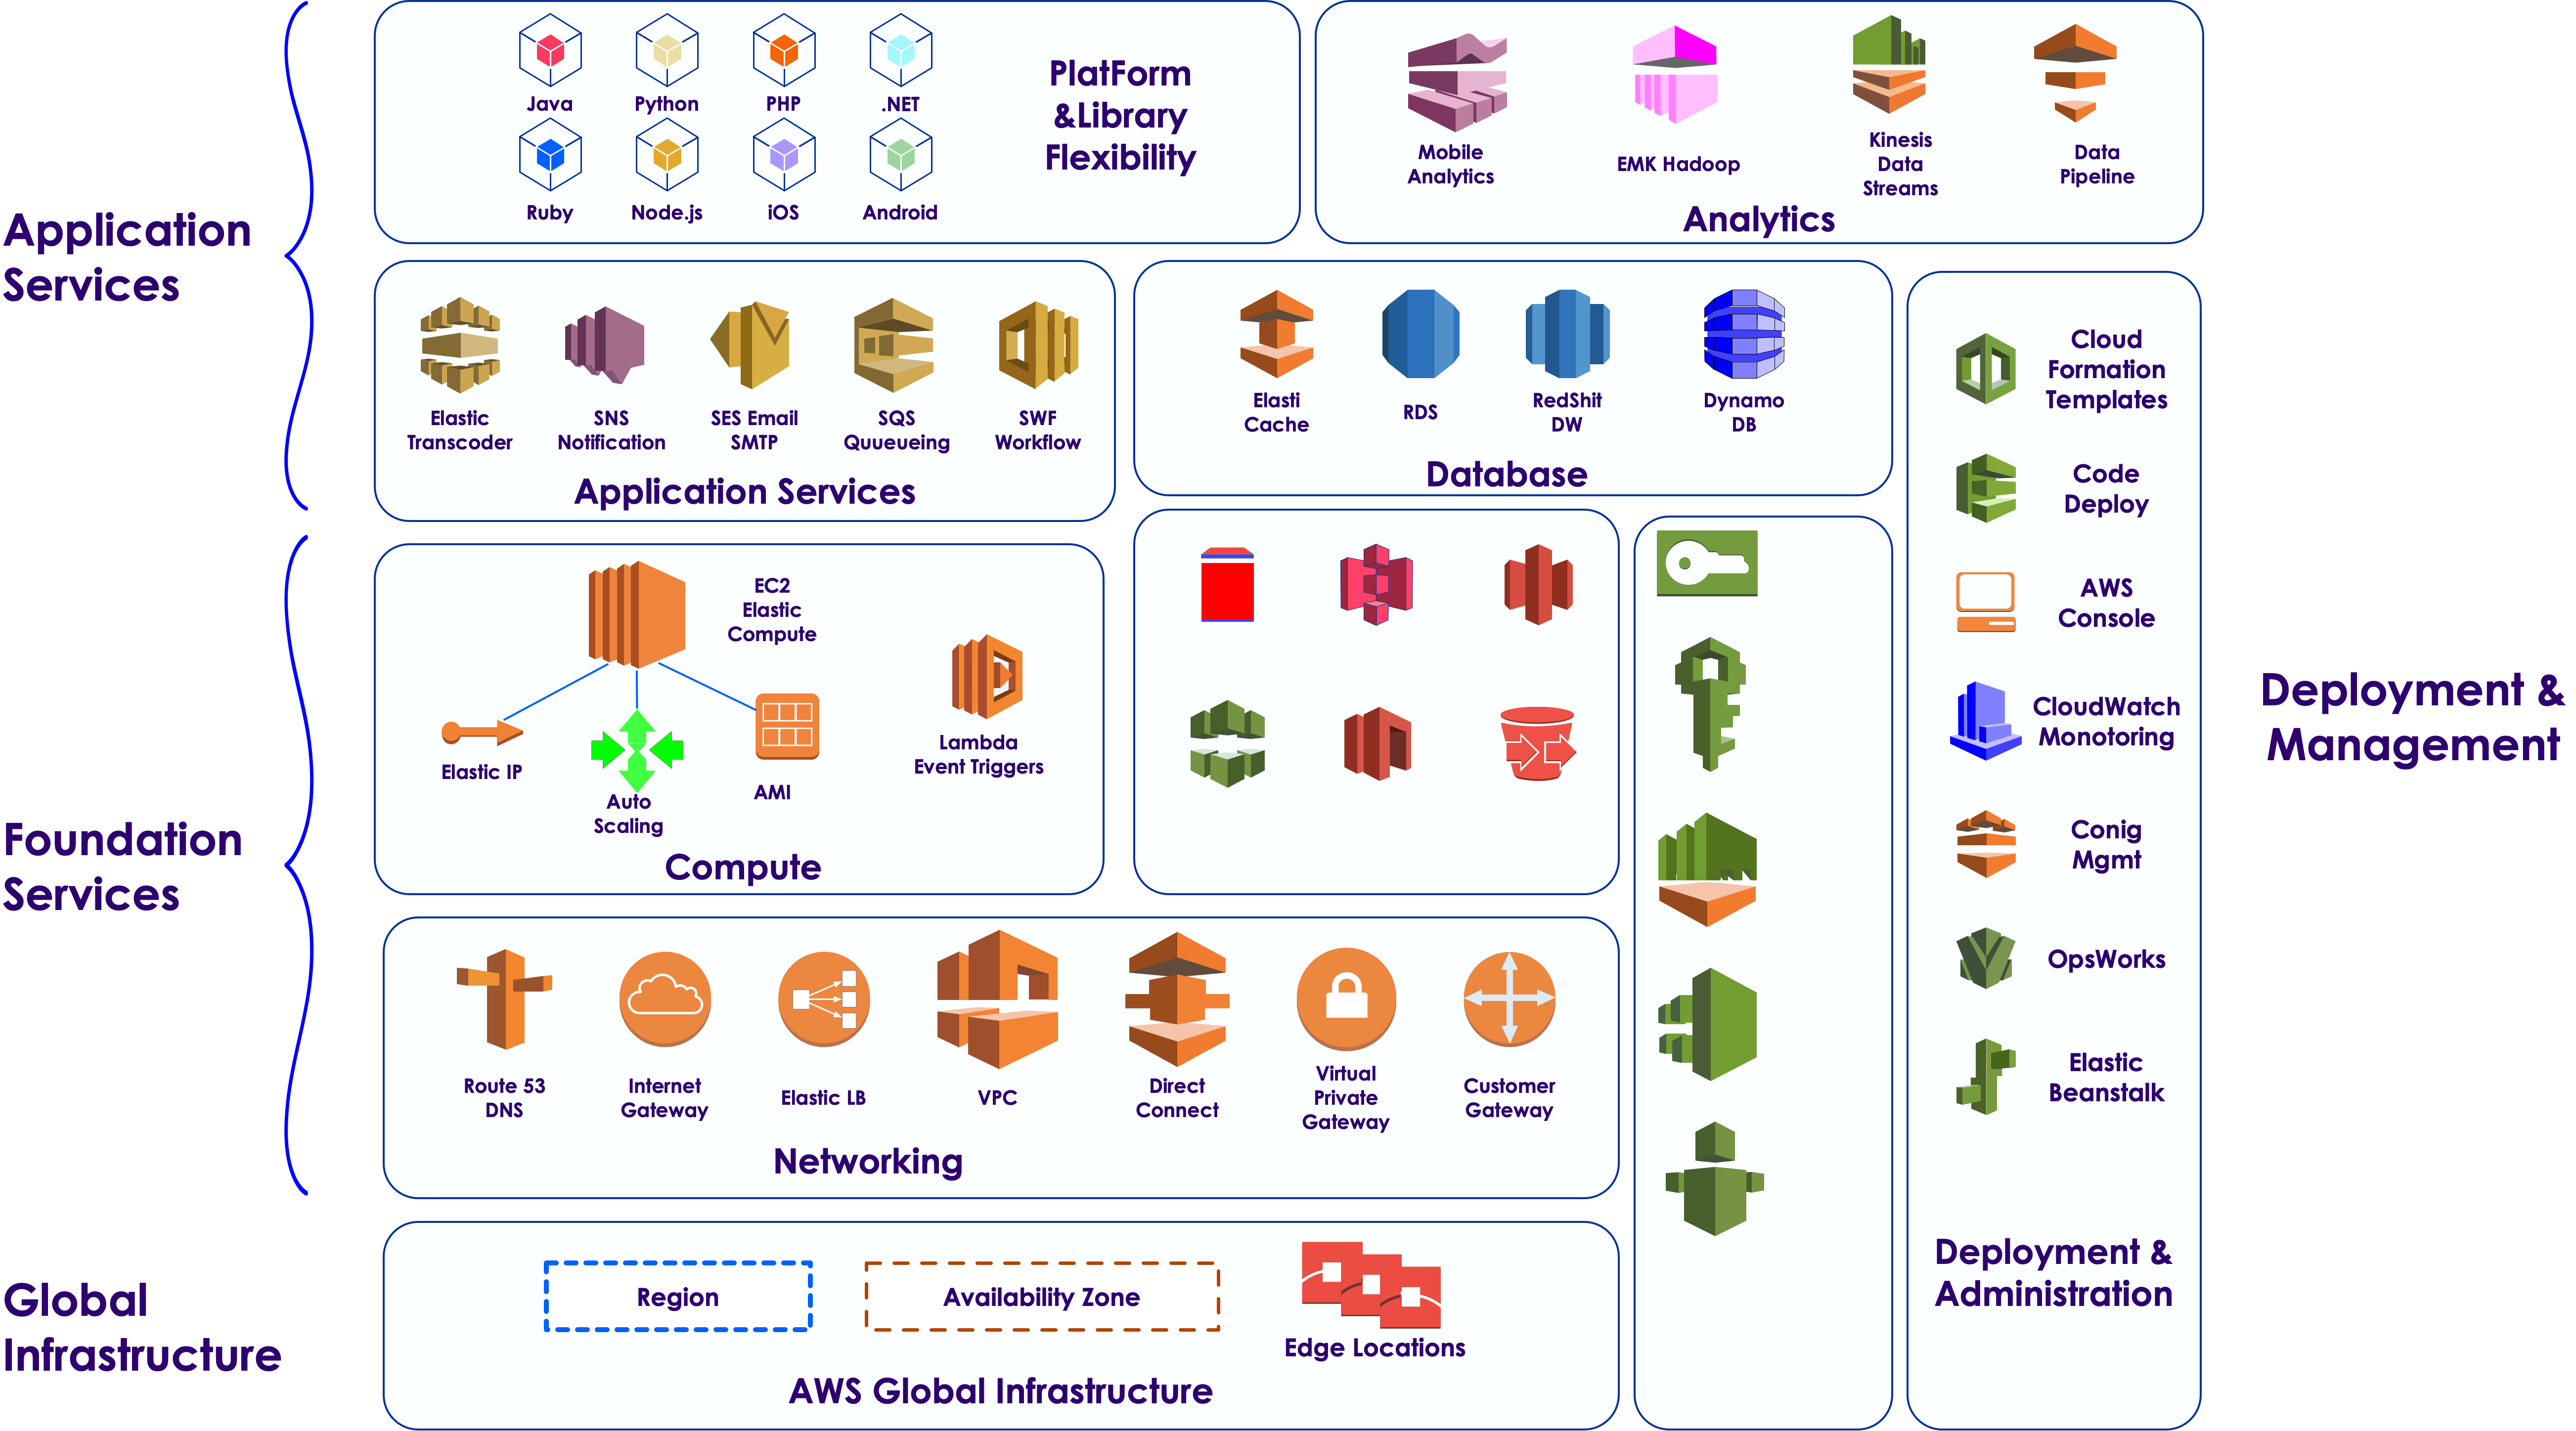 Application
Services
Java
Python
PHP
.NET
Ruby
Node.js
iOS
Android
PlatForm
&Library
Flexibility
Mobile
Analytics
EMK Hadoop
Kinesis
Data
Streams
Data
Pipeline
Analytics
Elastic
Transcoder
SNS
Notification
SES Email
SMTP
SQS
Quueueing
SWF
Workflow
Application Services
Elasti
Cache
RDS
RedShit
DW
Dynamo
DB
Database
Foundation
Services
EC2
Elastic
Compute
Elastic IP
Auto
Scaling
AMI
Lambda
Event Triggers
Compute
Route 53
DNS
Internet
Gateway
Elastic LB
VPC
Direct
Connect
Virtual
Private
Gateway
Customer
Gateway
Networking
Global
Infrastructure
Region
Availability Zone
Edge Locations
AWS Global Infrastructure
Cloud
Formation
Templates
Code
Deploy
AWS
Console
CloudWatch
Monotoring
Conig
Mgmt
OpsWorks
Elastic
Beanstalk
Deployment &
Administration
Deployment &
Management